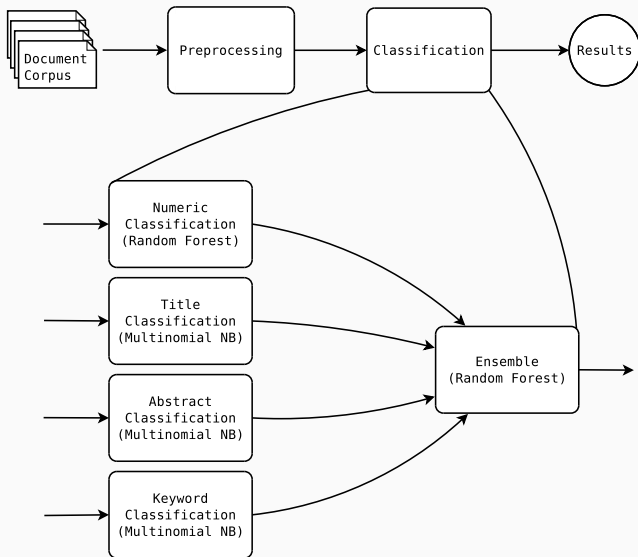 Document
Corpus
Preprocessing
Classification
Results
Numeric
Classification
(Random Forest)
Title
Classification
(Multinomial NB)
Abstract
Classification
(Multinomial NB)
Keyword
Classification
(Multinomial NB)
Ensemble
(Random Forest)